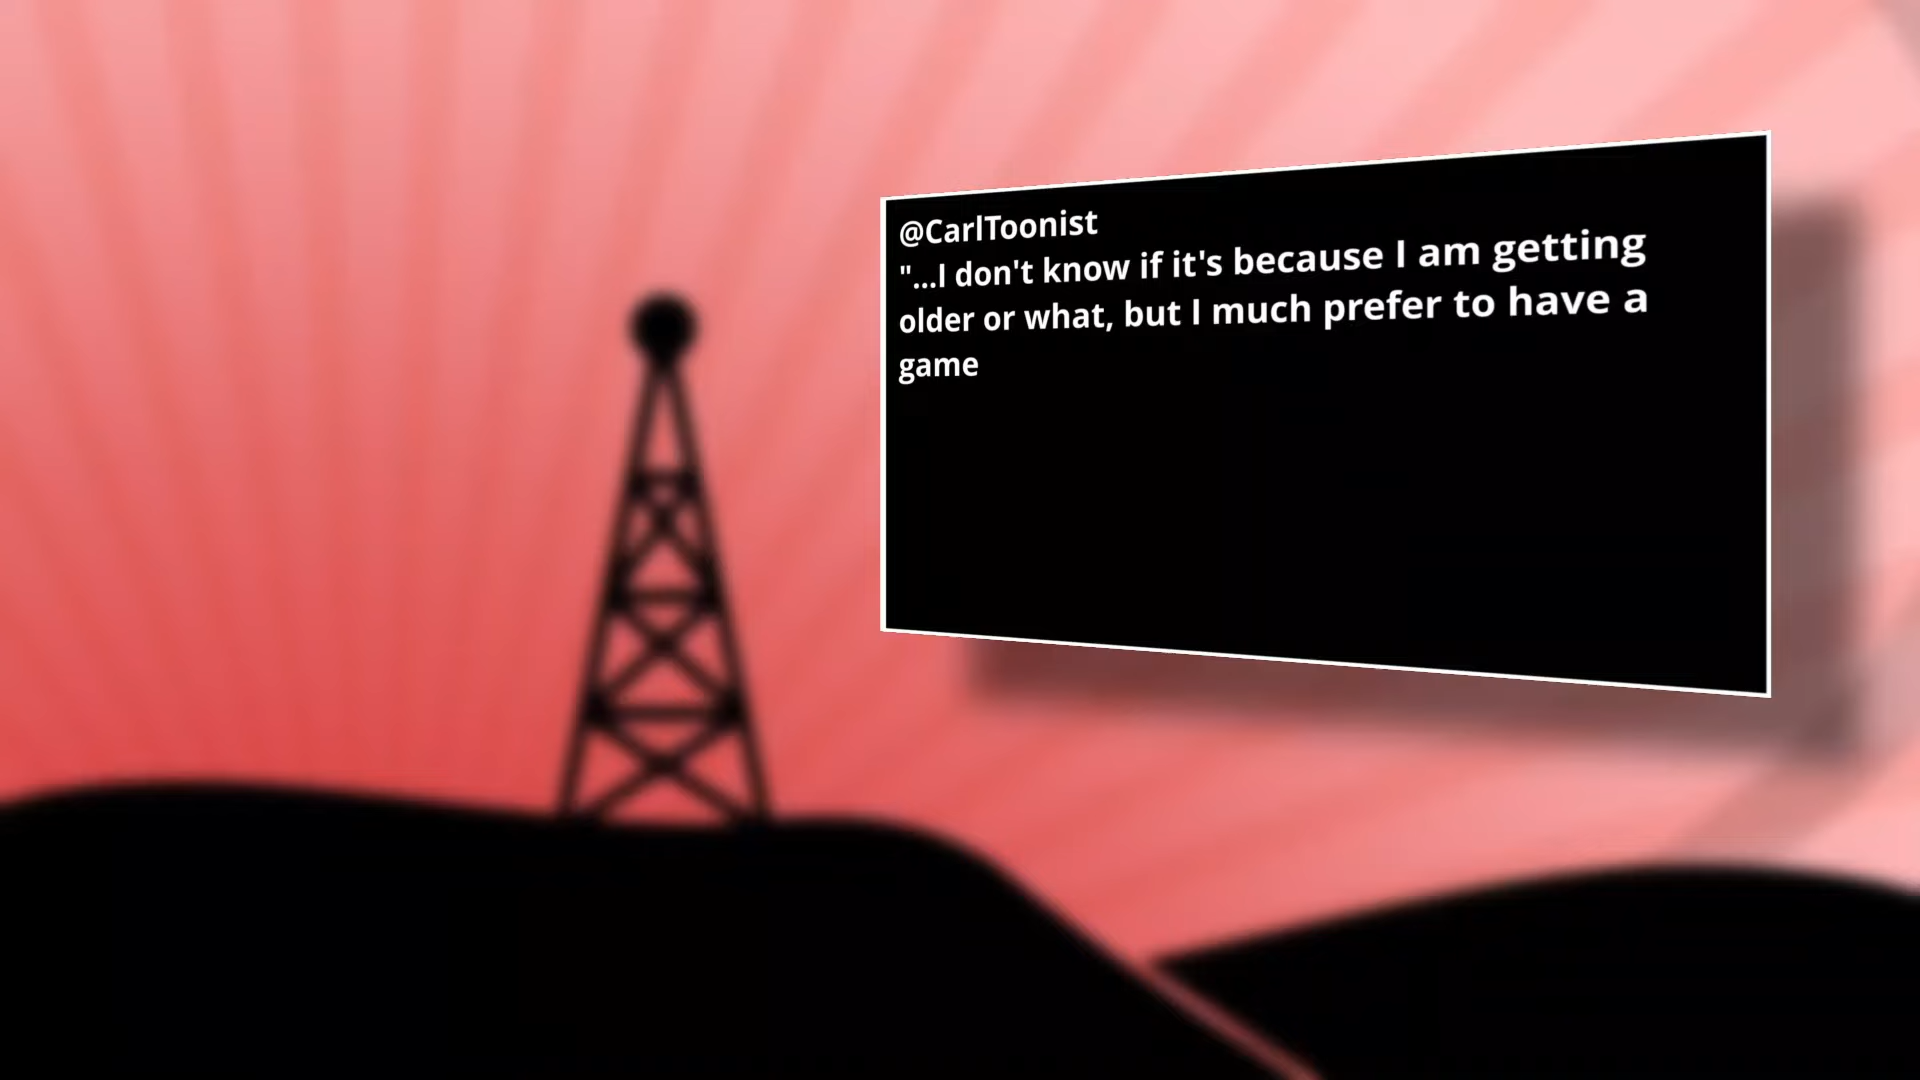 @CarlToonist
"...I don't know if it's because I am getting
older or what, but I much prefer to have a
game